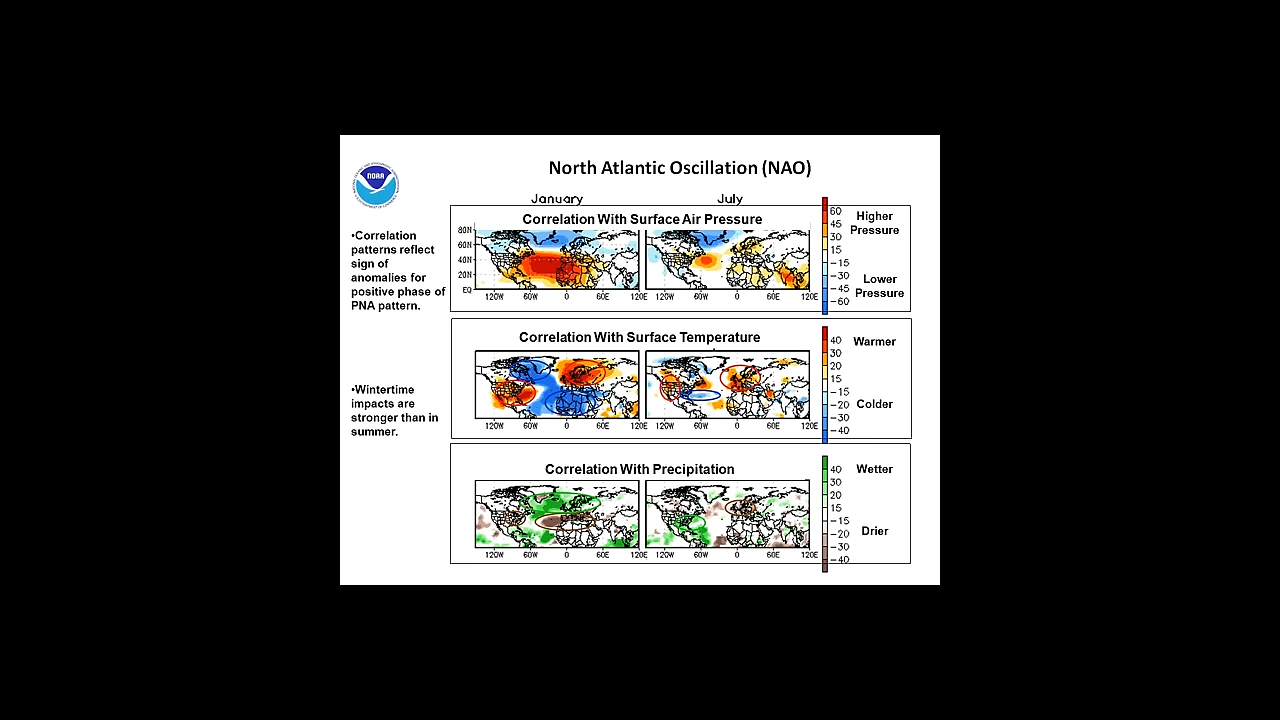 North Atlantic Oscillation (NAO)
NOAA
January July
•Correlation
patterns reflect
sign of
anomalies for
positive phase of
PNA pattern.
•Wintertime
impacts are
stronger than in
summer.
Correlation With Surface Air Pressure
80N
60N
40N
20N
EQ
120W 60W 0 60E 120E 120W 60W 0 60E 120E
60
45
30
15
−15
−30
−45
−60
Higher
Pressure
Lower
Pressure
Correlation With Surface Temperature
120W 60W 0 60E 120E 120W 60W 0 60E 120E
40
30
20
15
−15
−20
−30
−40
Warmer
Colder
Correlation With Precipitation
120W 60W 0 60E 120E 120W 60W 0 60E 120E
40
30
20
15
−15
−20
−30
−40
Wetter
Drier